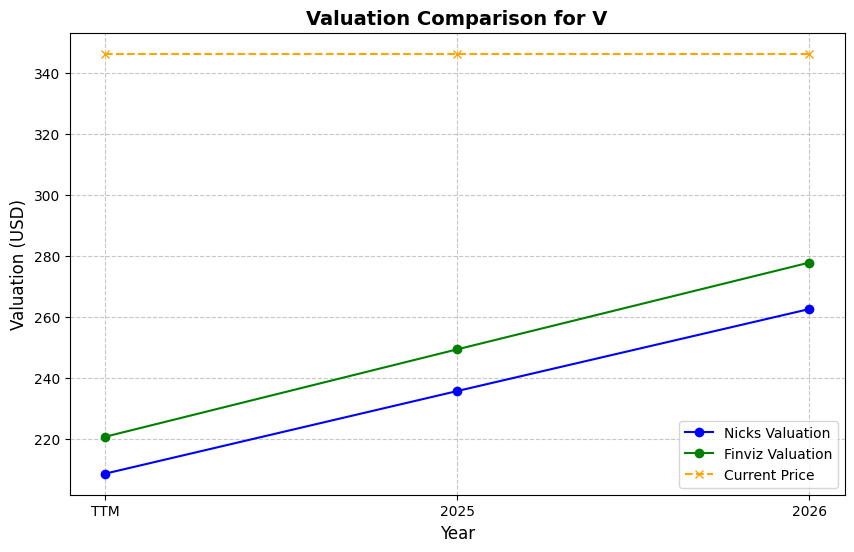 Valuation Comparison for V
Valuation (USD)
340
320
300
280
260
240
220
TTM
2025
2026
Year
Nicks Valuation
Finviz Valuation
Current Price